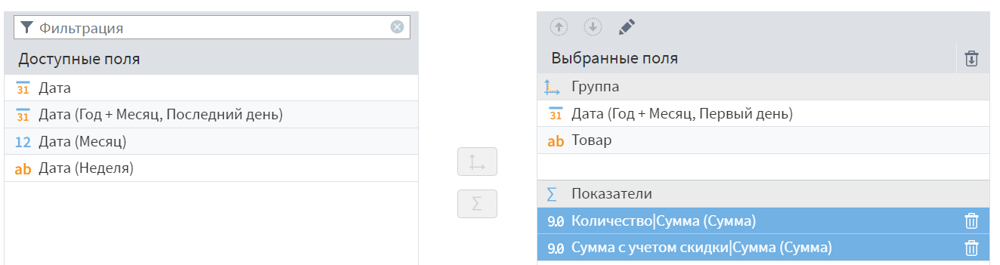 Фильтрация
Доступные поля
31 Дата
31 Дата (Год + Месяц, Последний день)
12 Дата (Месяц)
ab Дата (Неделя)
Σ
Выбранные поля
Группа
31 Дата (Год + Месяц, Первый день)
ab Товар
Σ Показатели
9.0 Количество|Сумма (Сумма)
9.0 Сумма с учетом скидки|Сумма (Сумма)